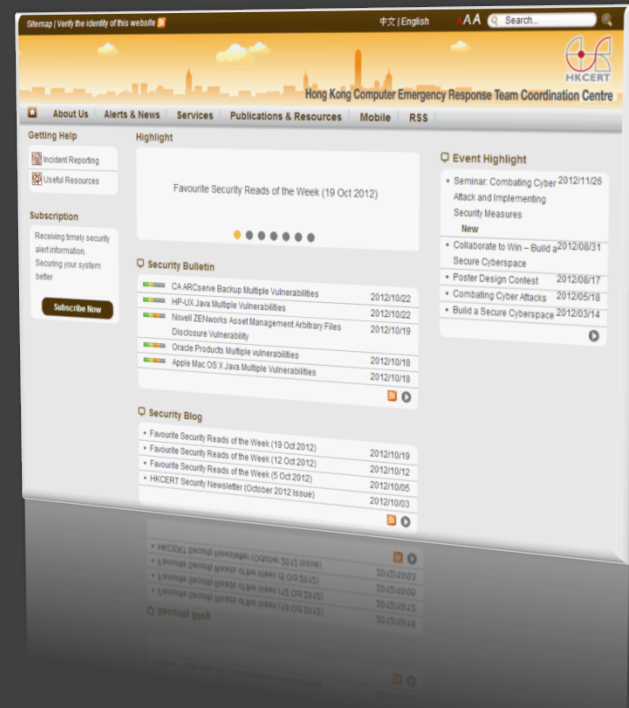 Sitemap | Verify the identity of this website
中文 | English
AAA
Search...
HKCERT
Hong Kong Computer Emergency Response Team Coordination Centre
About Us Alerts & News Services Publications & Resources Mobile RSS
Getting Help
Incident Reporting
Useful Resources
Subscription
Receiving timely security
alert information.
Securing your system
better
Subscribe Now
Highlight
Favourite Security Reads of the Week (19 Oct 2012)
Security Bulletin
CA ARCserve Backup Multiple Vulnerabilities 2012/10/22
HP-UX Java Multiple Vulnerabilities 2012/10/22
Novell ZENworks Asset Management Arbitrary Files 2012/10/19
Disclosure Vulnerability
Oracle Products Multiple vulnerabilities 2012/10/18
Apple Mac OS X Java Multiple Vulnerabilities 2012/10/18
Security Blog
Favourite Security Reads of the Week (19 Oct 2012) 2012/10/19
Favourite Security Reads of the Week (12 Oct 2012) 2012/10/12
Favourite Security Reads of the Week (5 Oct 2012) 2012/10/05
HKCERT Security Newsletter (October 2012 Issue) 2012/10/03
Event Highlight
Seminar: Combating Cyber 2012/11/26
Attack and Implementing
Security Measures
New
Collaborate to Win – Build a 2012/08/31
Secure Cyberspace
Poster Design Contest 2012/08/17
Combating Cyber Attacks 2012/05/18
Build a Secure Cyberspace 2012/03/14